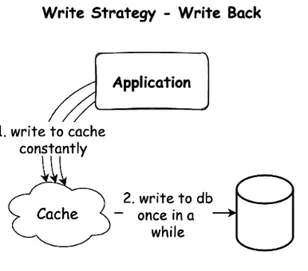 Write Strategy - Write Back
Application
1. write to cache
constantly
Cache
2. write to db
once in a
while